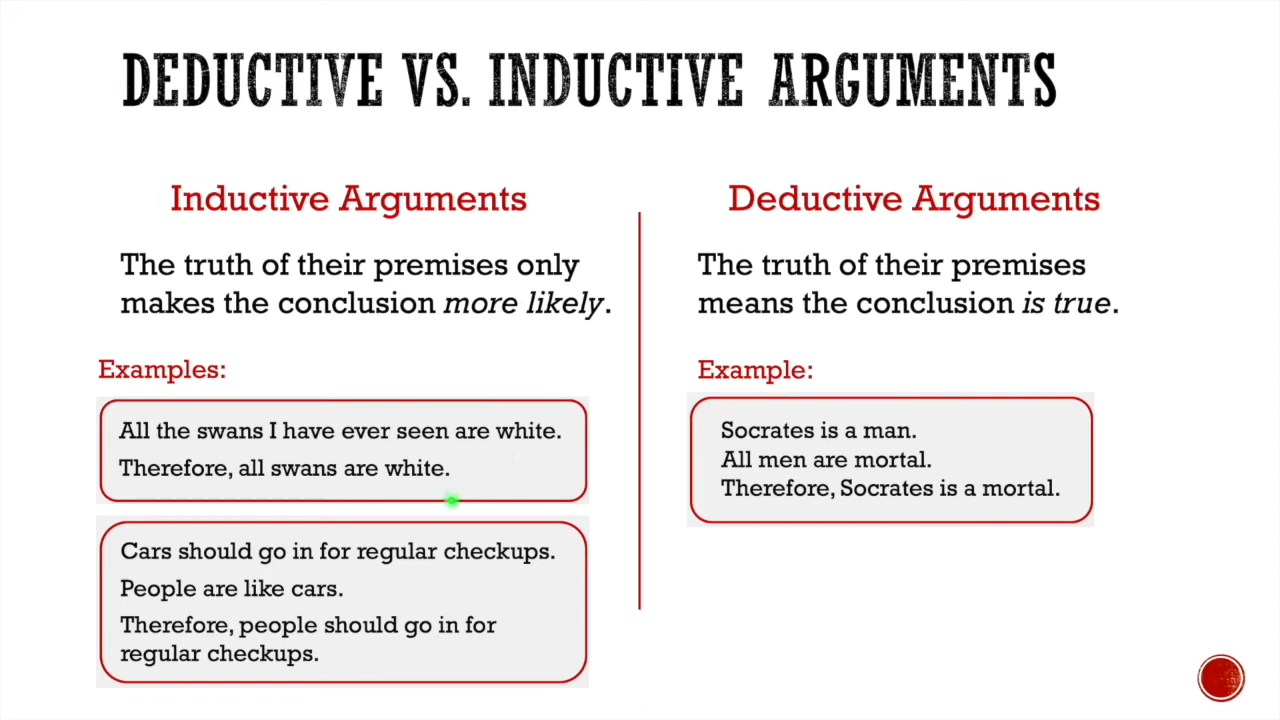 DEDUCTIVE VS. INDUCTIVE ARGUMENTS
Inductive Arguments
The truth of their premises only
makes the conclusion more likely.
Examples:
All the swans I have ever seen are white.
Therefore, all swans are white.
Cars should go in for regular checkups.
People are like cars.
Therefore, people should go in for
regular checkups.
Deductive Arguments
The truth of their premises
means the conclusion is true.
Example:
Socrates is a man.
All men are mortal.
Therefore, Socrates is a mortal.